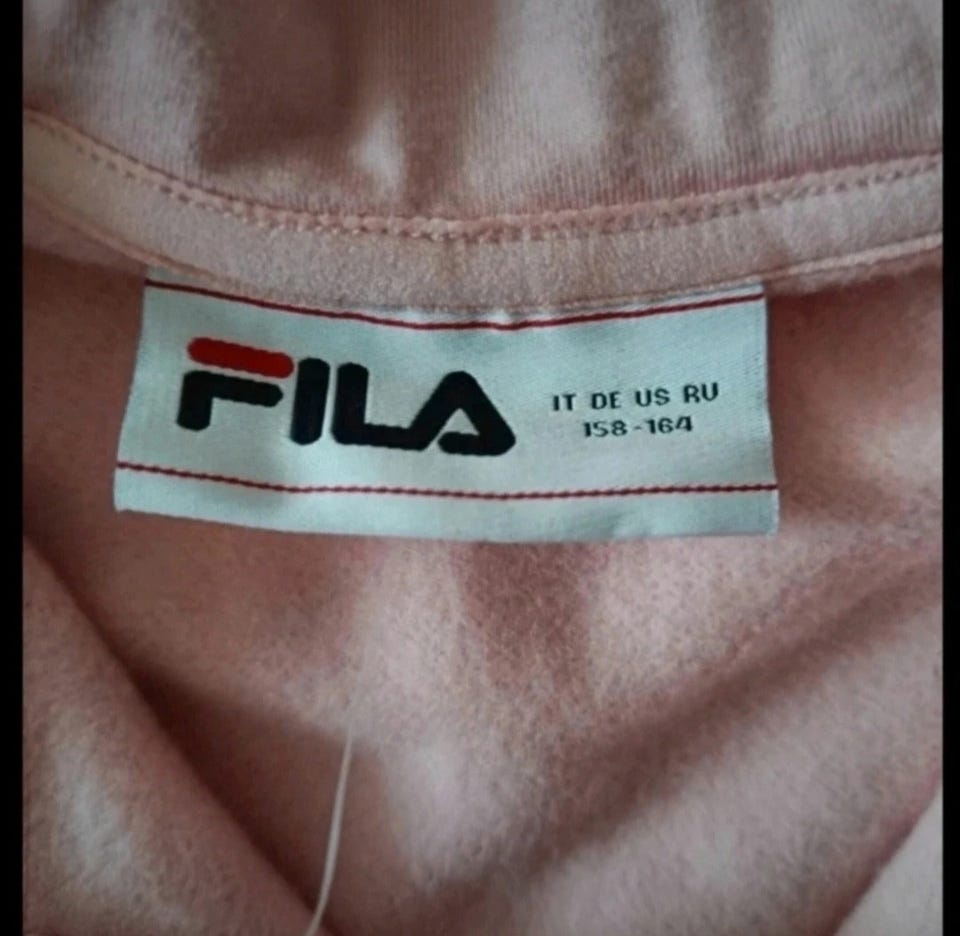 FILA
IT DE US RU
158-164